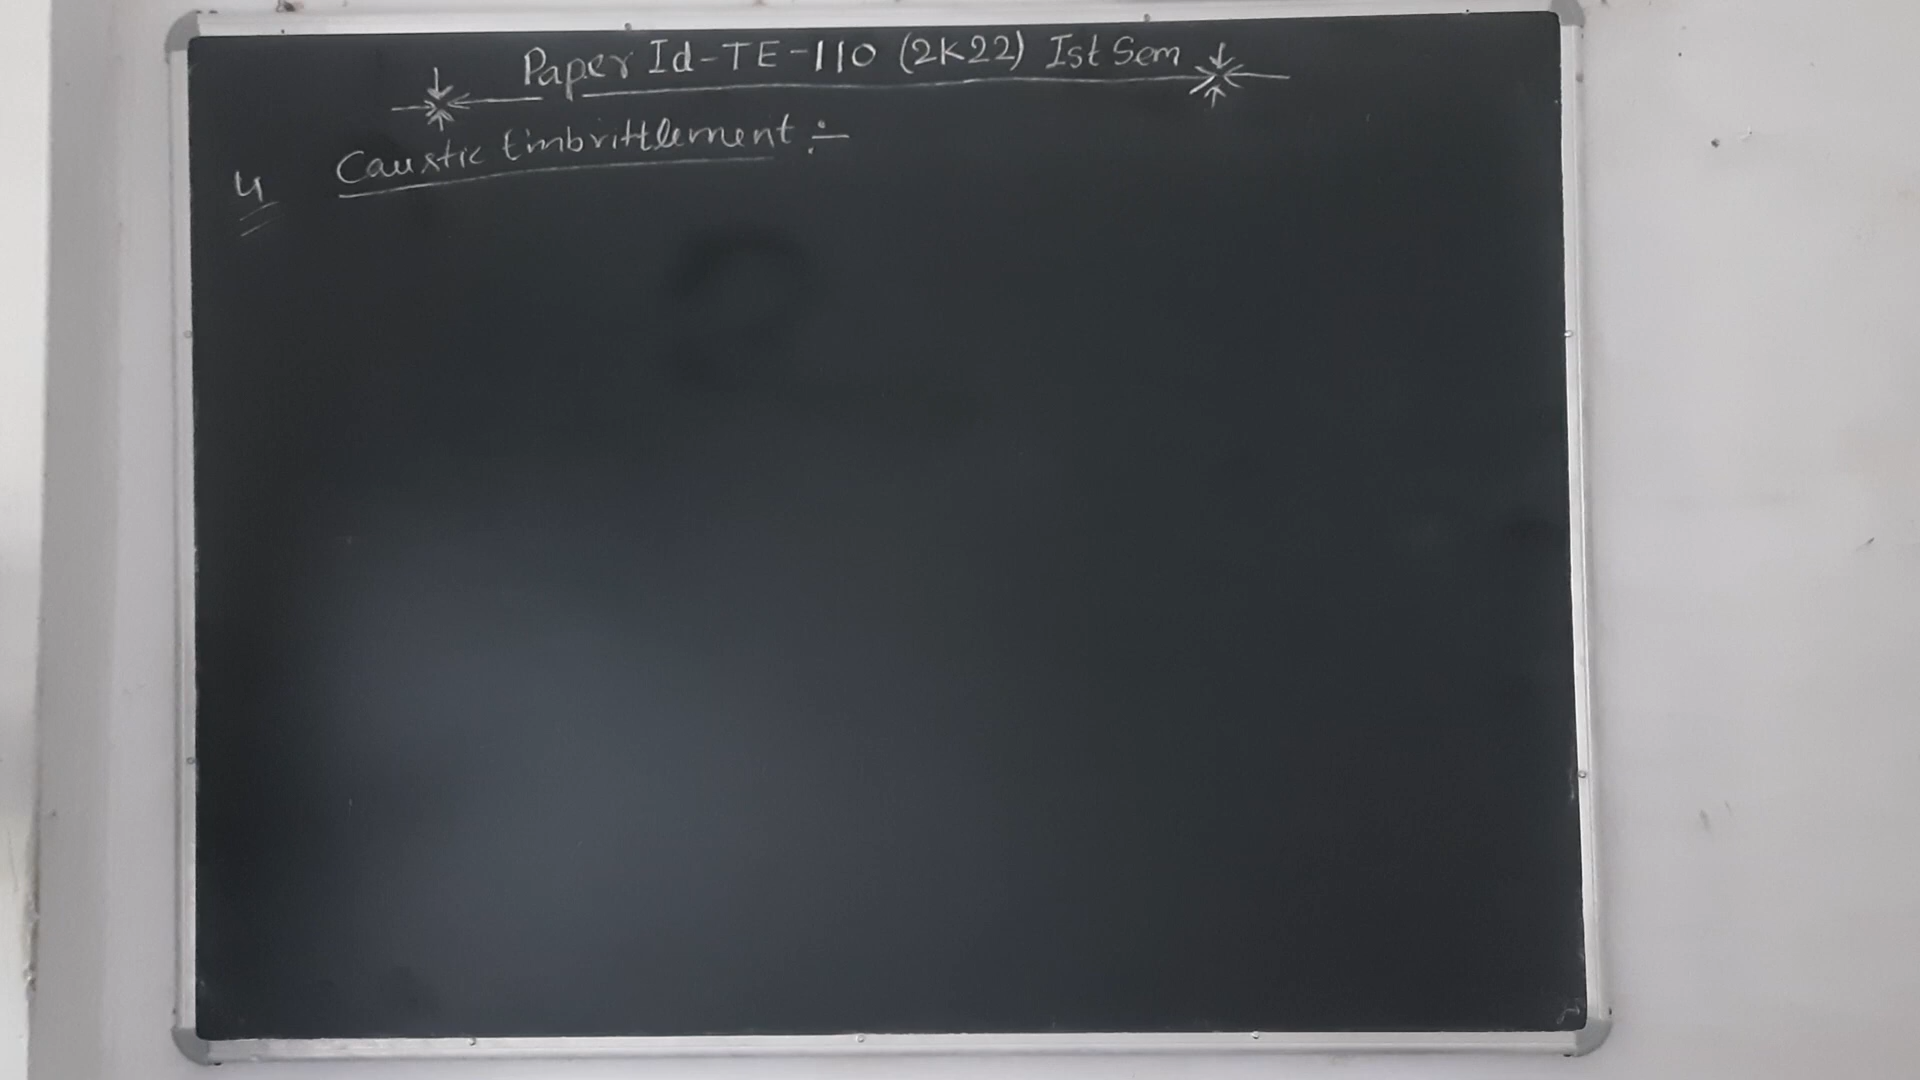 Paper Id-TE-110 (2K22) Ist Sem
4 Caustic Embrittlement :-